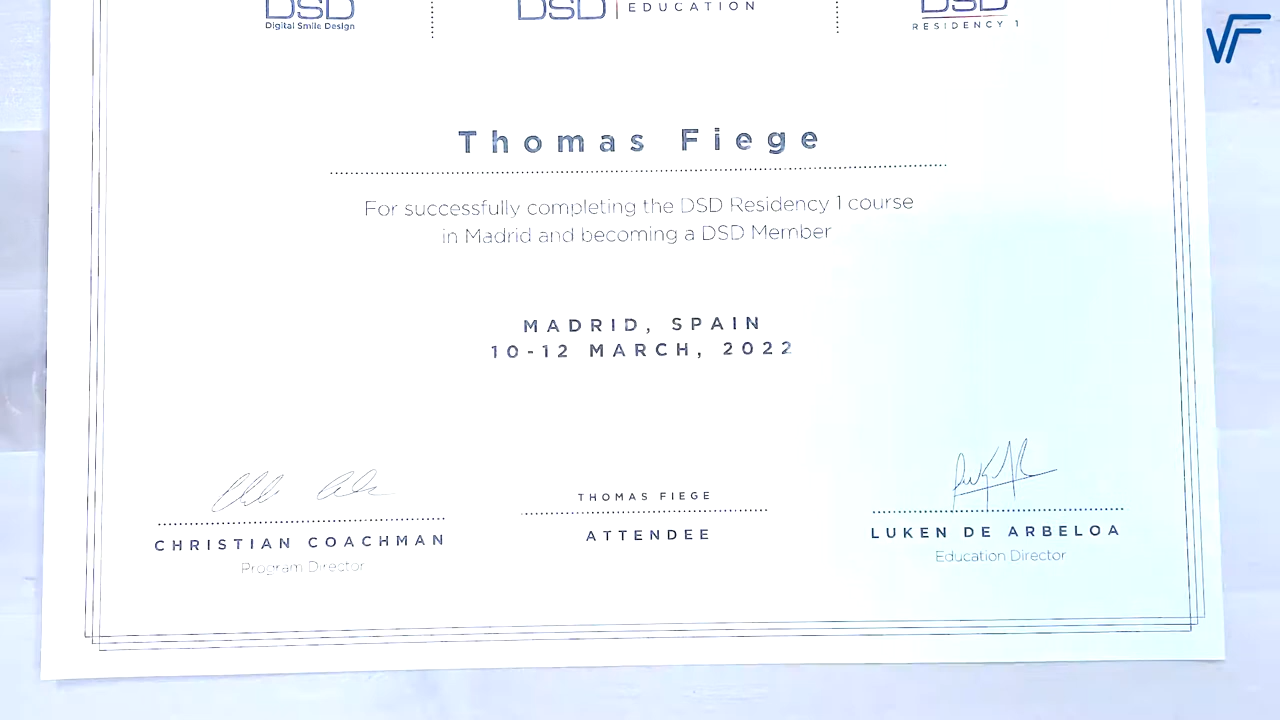 DSD
Digital Smile Design
DSD | EDUCATION
DSD
RESIDENCY 1
Thomas Fiege
For successfully completing the DSD Residency 1 course
in Madrid and becoming a DSD Member
MADRID, SPAIN
10-12 MARCH, 2022
CHRISTIAN COACHMAN
Program Director
THOMAS FIEGE
ATTENDEE
LUKEN DE ARBELOA
Education Director